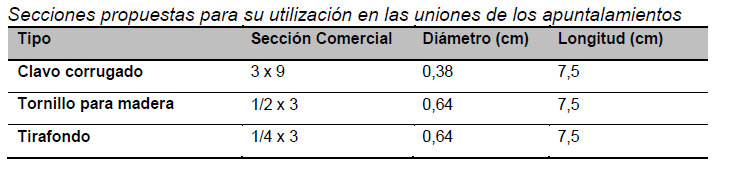 Secciones propuestas para su utilización en las uniones de los apuntalamientos
Tipo Sección Comercial Diámetro (cm) Longitud (cm)
Clavo corrugado 3 x 9 0,38 7,5
Tornillo para madera 1/2 x 3 0,64 7,5
Tirafondo 1/4 x 3 0,64 7,5